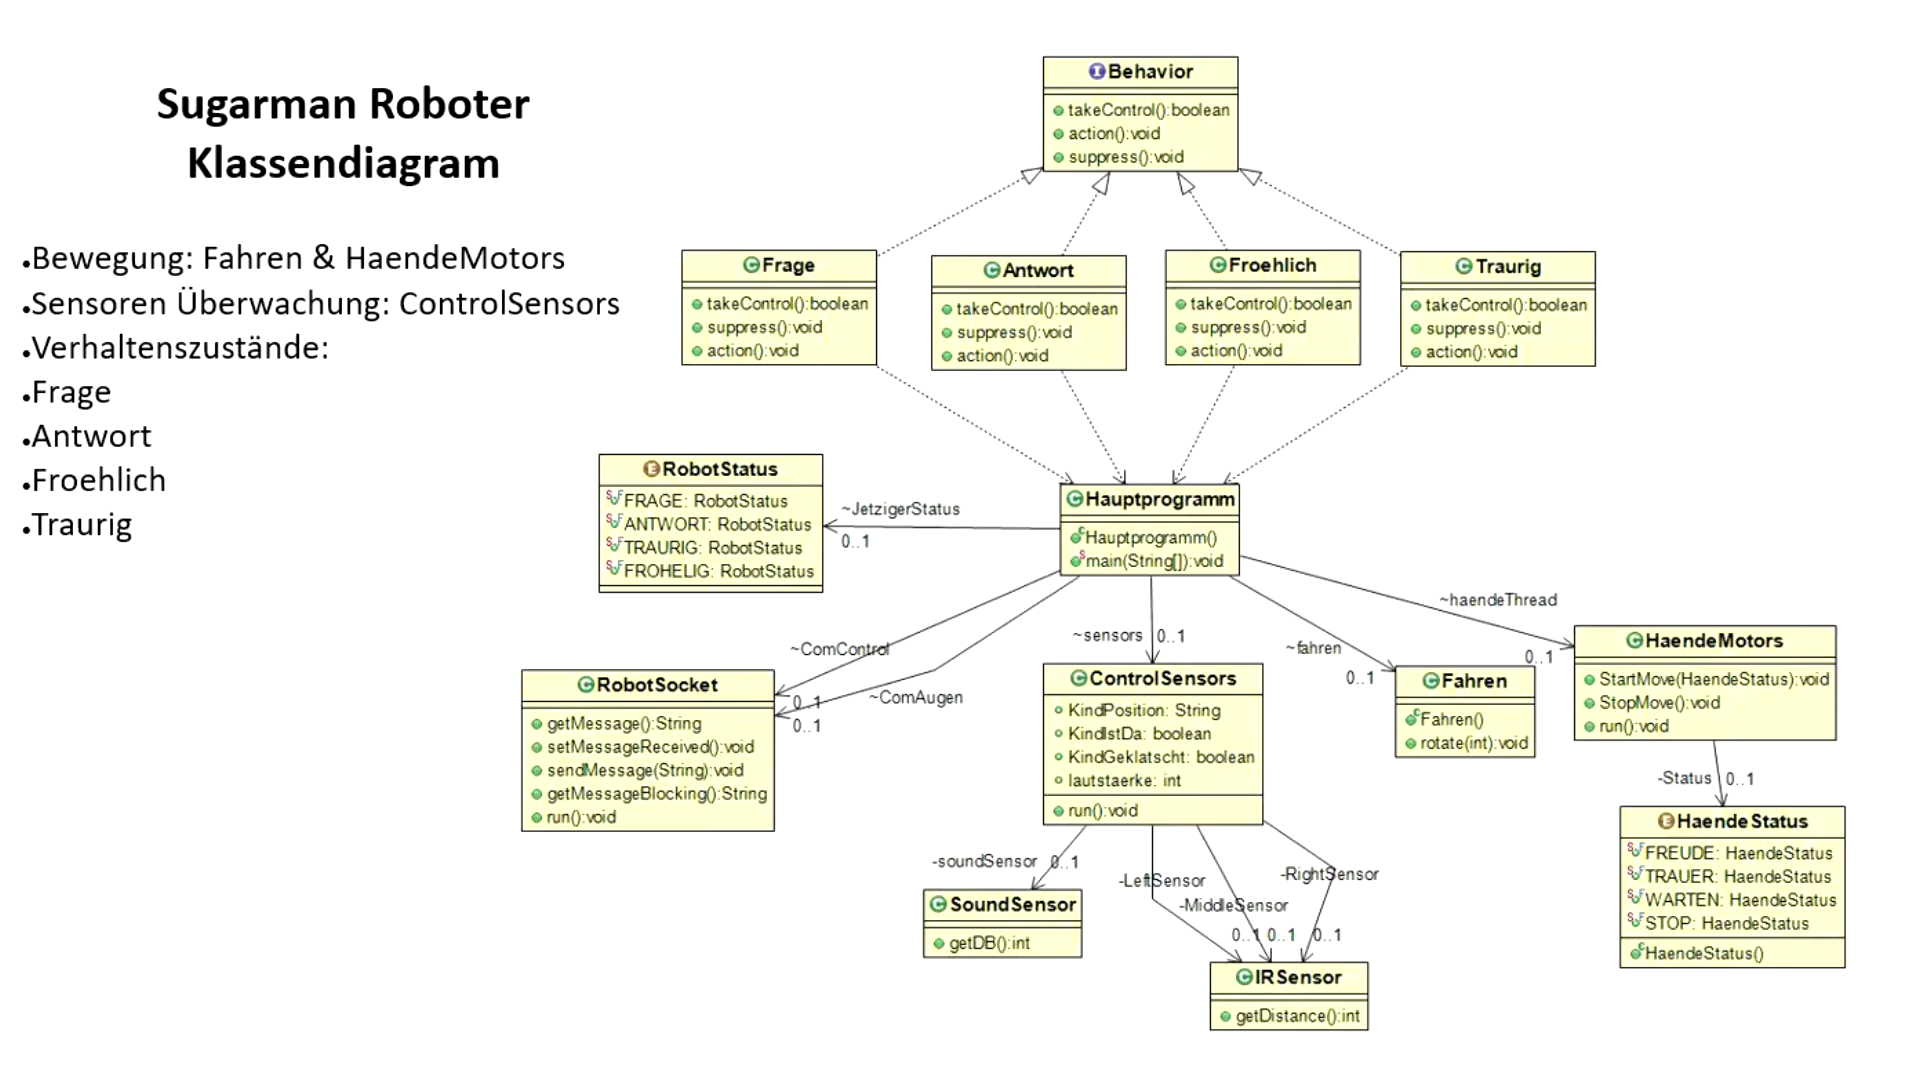 Sugarman Roboter
Klassendiagram
•Bewegung: Fahren & HaendeMotors
•Sensoren Überwachung: ControlSensors
•Verhaltenszustände:
•Frage
•Antwort
•Froehlich
•Traurig
Behavior
takeControl():boolean
action():void
suppress():void
Frage
takeControl():boolean
suppress():void
action():void
Antwort
takeControl():boolean
suppress():void
action():void
Froehlich
takeControl():boolean
suppress():void
action():void
Traurig
takeControl():boolean
suppress():void
action():void
RobotStatus
FRAGE: RobotStatus
ANTWORT: RobotStatus
TRAURIG: RobotStatus
FROHELIG: RobotStatus
~JetzigerStatus
0..1
Hauptprogramm
Hauptprogramm()
main(String[]):void
~ComControl
0..1
~ComAugen
0..1
~sensors
0..1
~fahren
0..1
~haendeThread
0..1
RobotSocket
getMessage():String
setMessageReceived():void
sendMessage(String):void
getMessageBlocking():String
run():void
ControlSensors
KindPosition: String
KindIstDa: boolean
KindGeklatscht: boolean
lautstaerke: int
run():void
Fahren
Fahren()
rotate(int):void
HaendeMotors
StartMove(HaendeStatus):void
StopMove():void
run():void
-Status
0..1
HaendeStatus
FREUDE: HaendeStatus
TRAUER: HaendeStatus
WARTEN: HaendeStatus
STOP: HaendeStatus
HaendeStatus()
-soundSensor
0..1
-LeftSensor
-MiddleSensor
-RightSensor
0..1 0..1 0..1
SoundSensor
getDB():int
IRSensor
getDistance():int